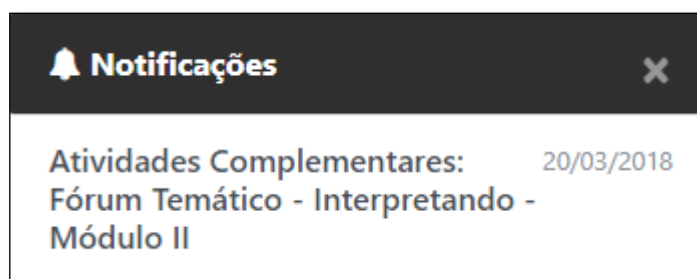 Notificações
Atividades Complementares: 20/03/2018
Fórum Temático - Interpretando -
Módulo II